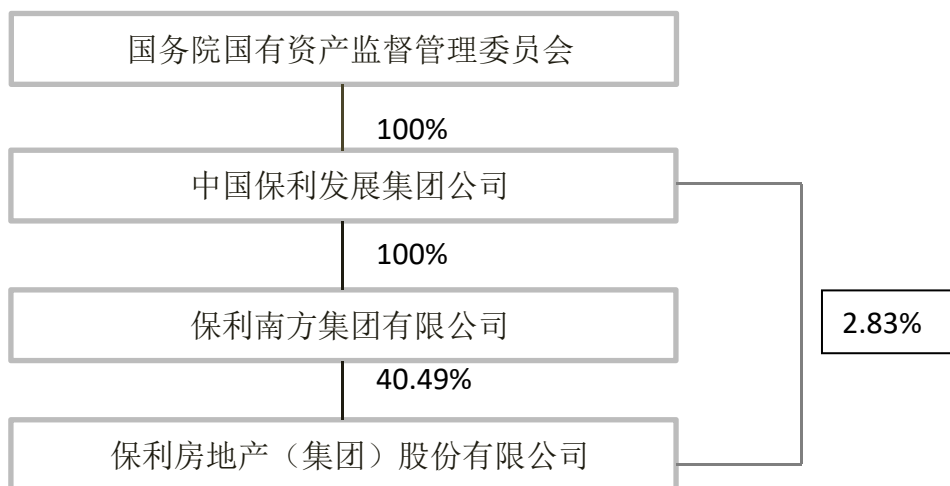 国务院国有资产监督管理委员会
100%
中国保利发展集团公司
100%
保利南方集团有限公司
2.83%
40.49%
保利房地产（集团）股份有限公司